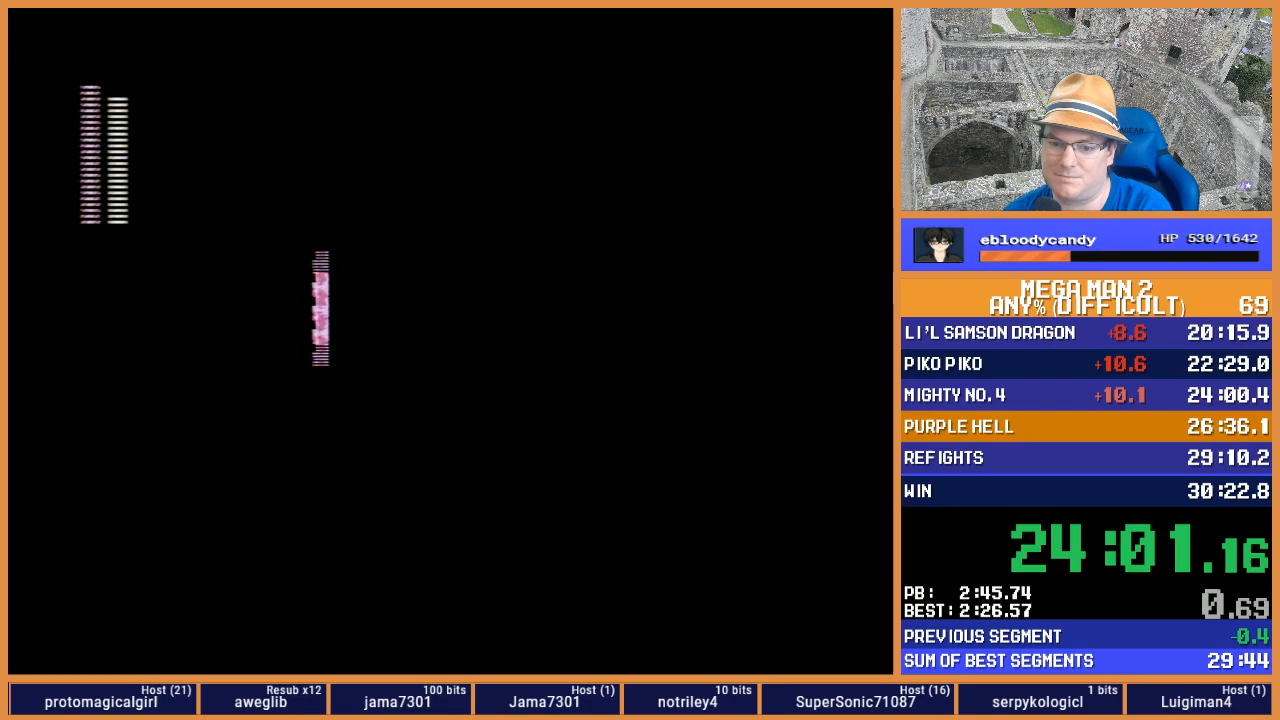 ebloodycandy HP 530/1642
MEGA MAN 2
ANY% (DIFFICULT) 69
LI'L SAMSON DRAGON +8.6 20:15.9
PIKO PIKO +10.6 22:29.0
MIGHTY NO. 4 +10.1 24:00.4
PURPLE HELL 26:36.1
REFIGHTS 29:10.2
WIN 30:22.8
24:01.16
PB: 2:45.74
BEST: 2:26.57 0.69
PREVIOUS SEGMENT -0.4
SUM OF BEST SEGMENTS 29:44
Host (21) Resub x12 100 bits Host (1) 10 bits Host (16) 1 bits Host (1)
protomagicalgirl aweglib jama7301 Jama7301 notriley4 SuperSonic71087 serpykologicl Luigiman4